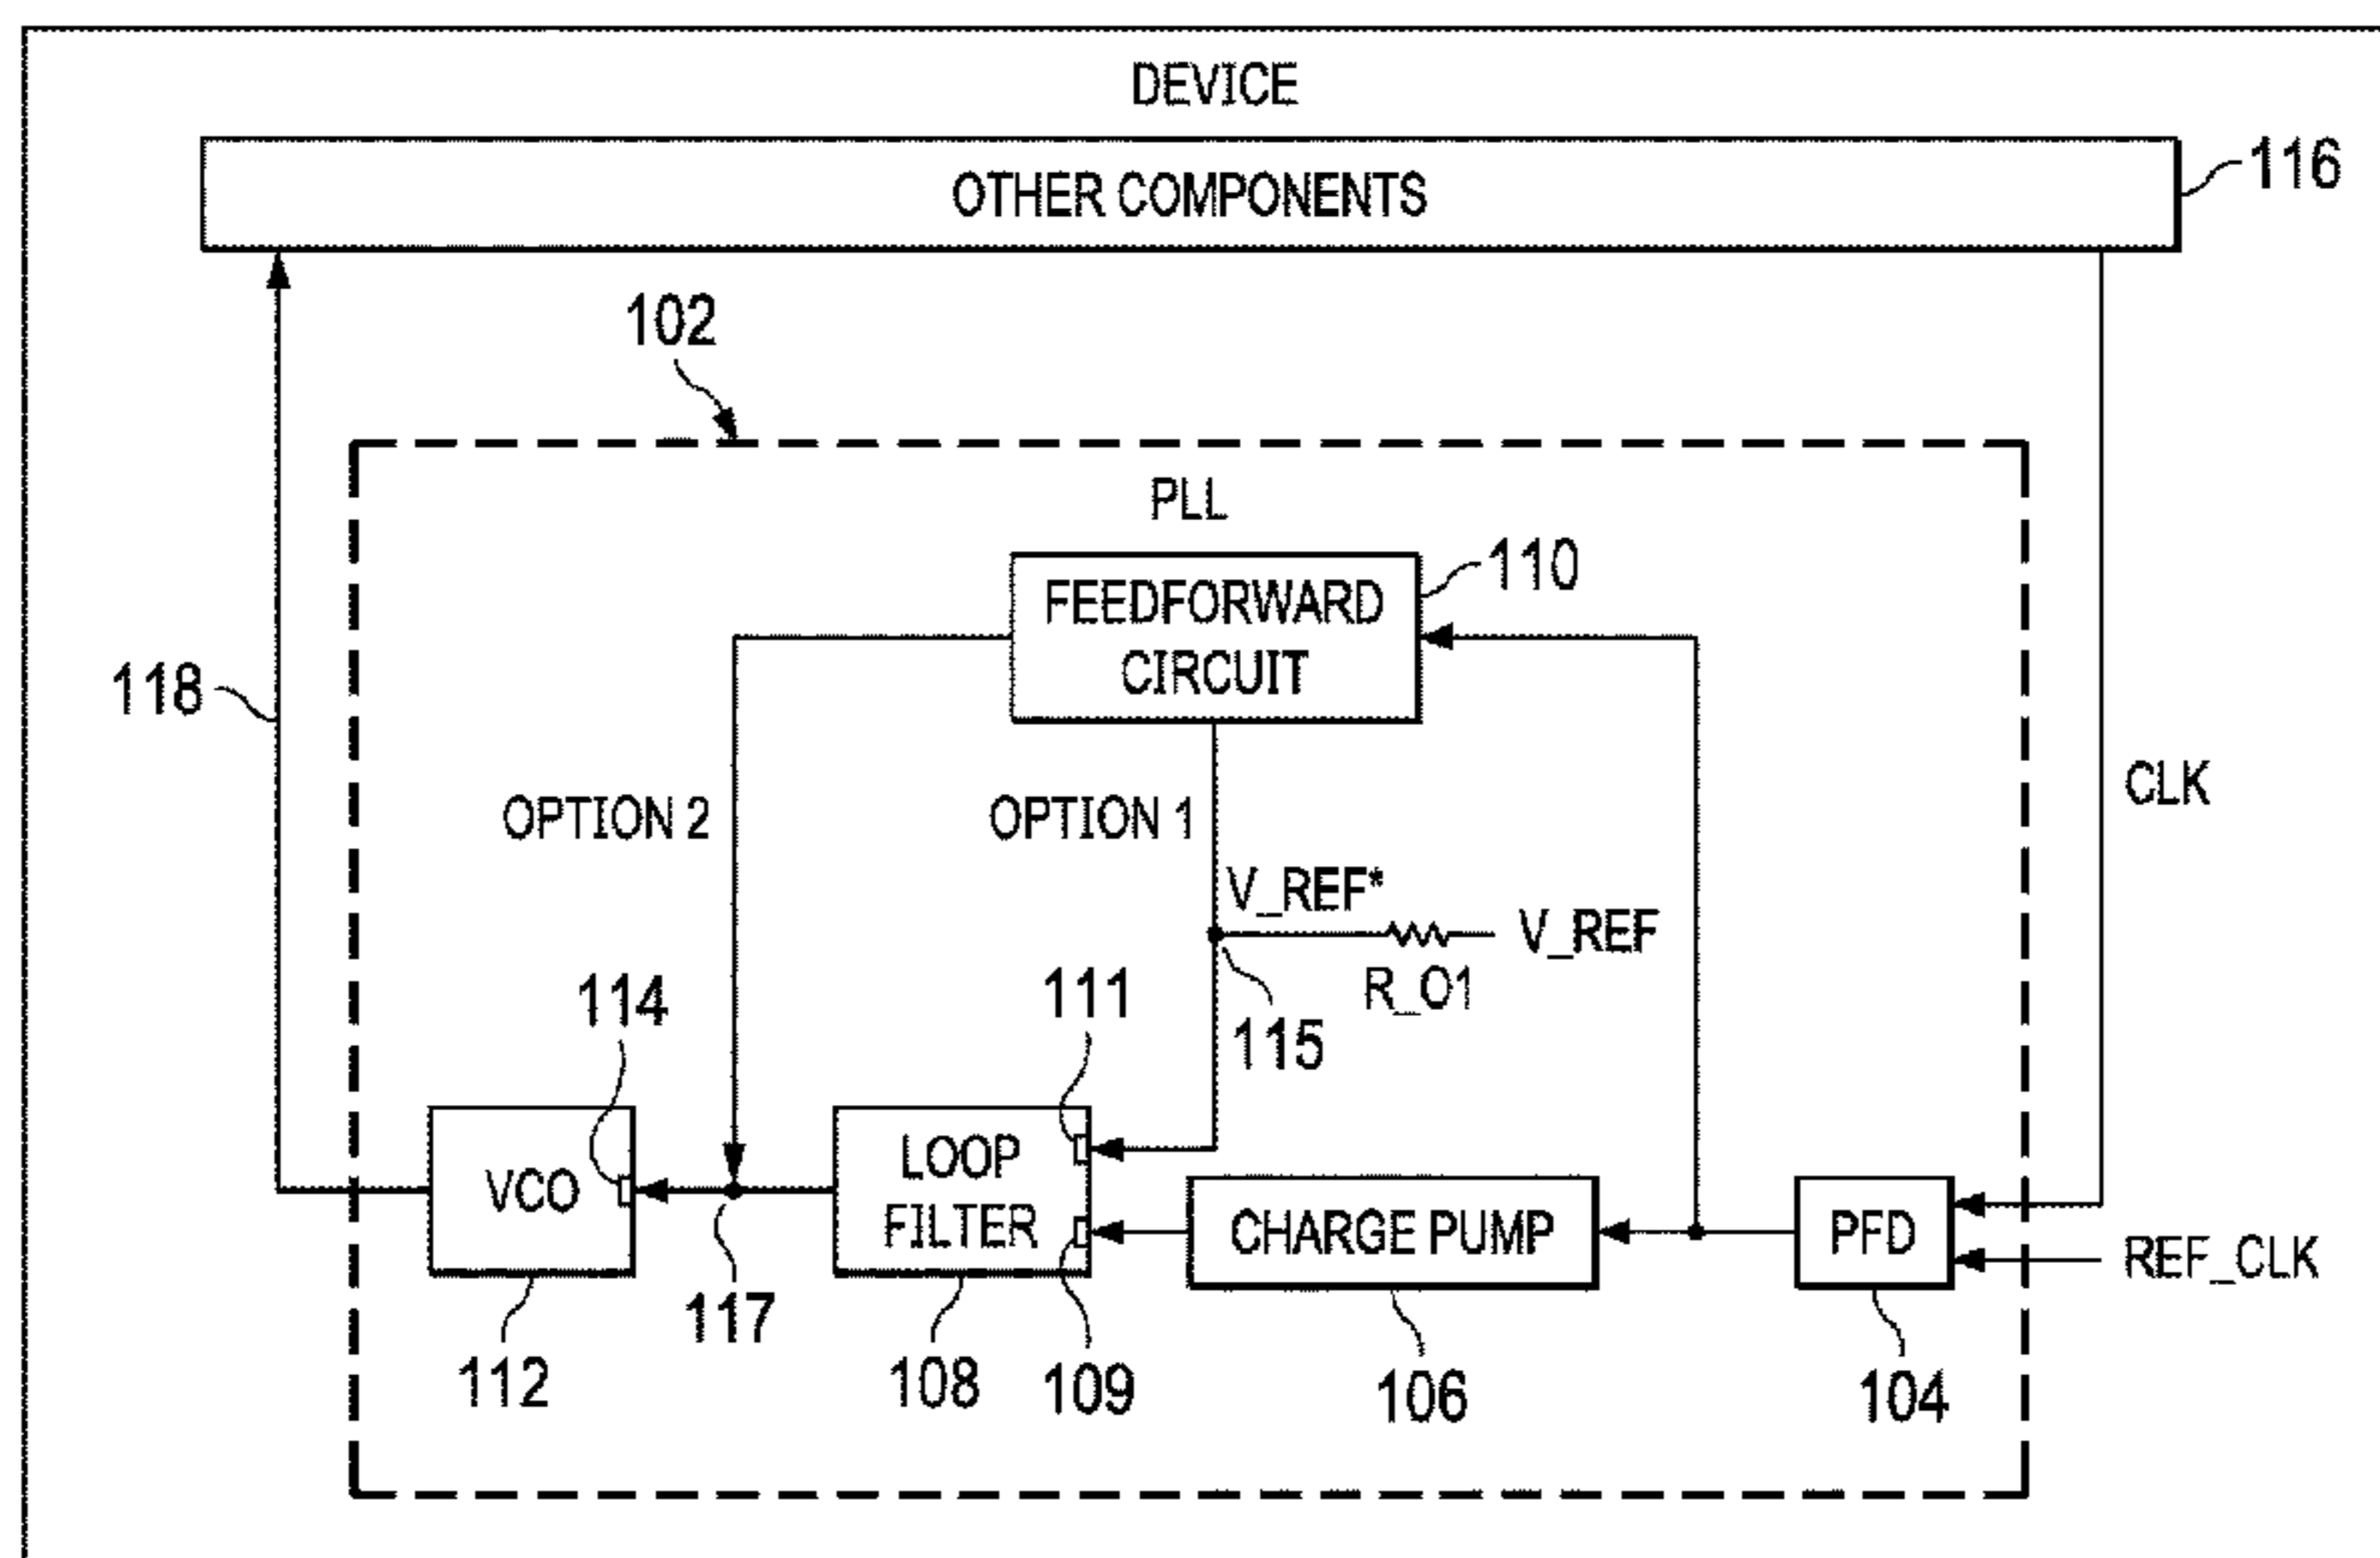 DEVICE
OTHER COMPONENTS
116
102
PLL
FEEDFORWARD
CIRCUIT
110
118
OPTION 2
OPTION 1
CLK
V_REF*
V_REF
R_O1
114
111
115
VCO
LOOP
FILTER
CHARGE PUMP
PFD
REF_CLK
117
112
108
109
106
104